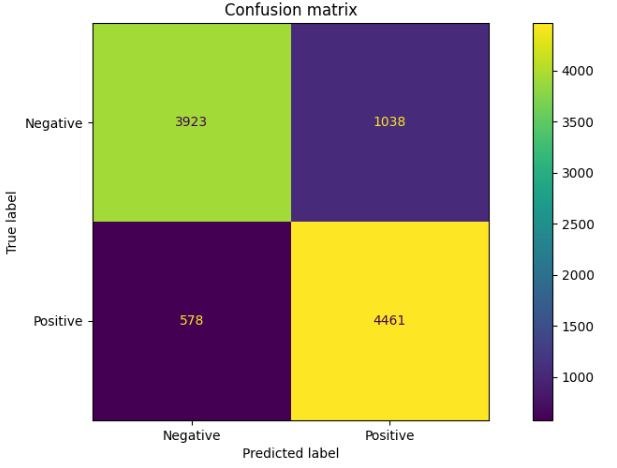 Confusion matrix
True label
Negative
3923
1038
Positive
578
4461
Negative
Positive
Predicted label
4000
3500
3000
2500
2000
1500
1000